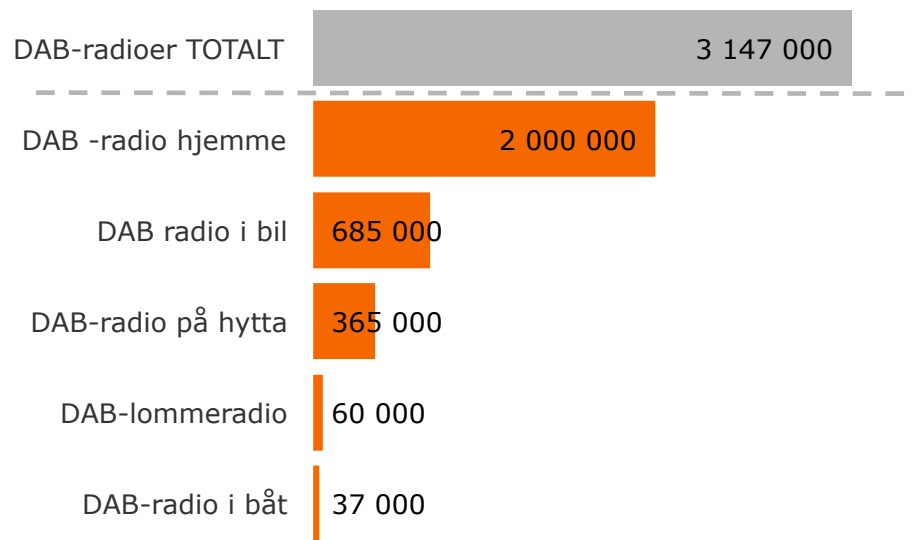 DAB-radioer TOTALT 3 147 000
DAB -radio hjemme 2 000 000
DAB radio i bil 685 000
DAB-radio på hytta 365 000
DAB-lommeradio 60 000
DAB-radio i båt 37 000